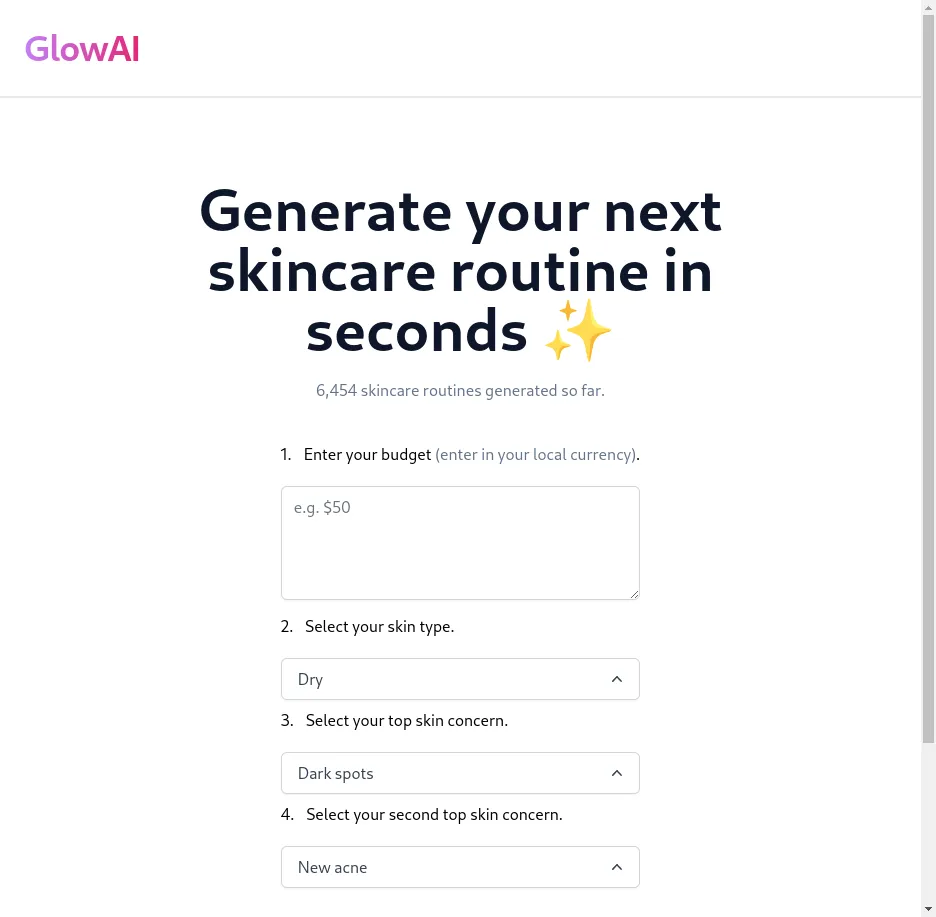 GlowAI
Generate your next
skincare routine in
seconds ✨
6,454 skincare routines generated so far.
1. Enter your budget (enter in your local currency).
e.g. $50
2. Select your skin type.
Dry
3. Select your top skin concern.
Dark spots
4. Select your second top skin concern.
New acne